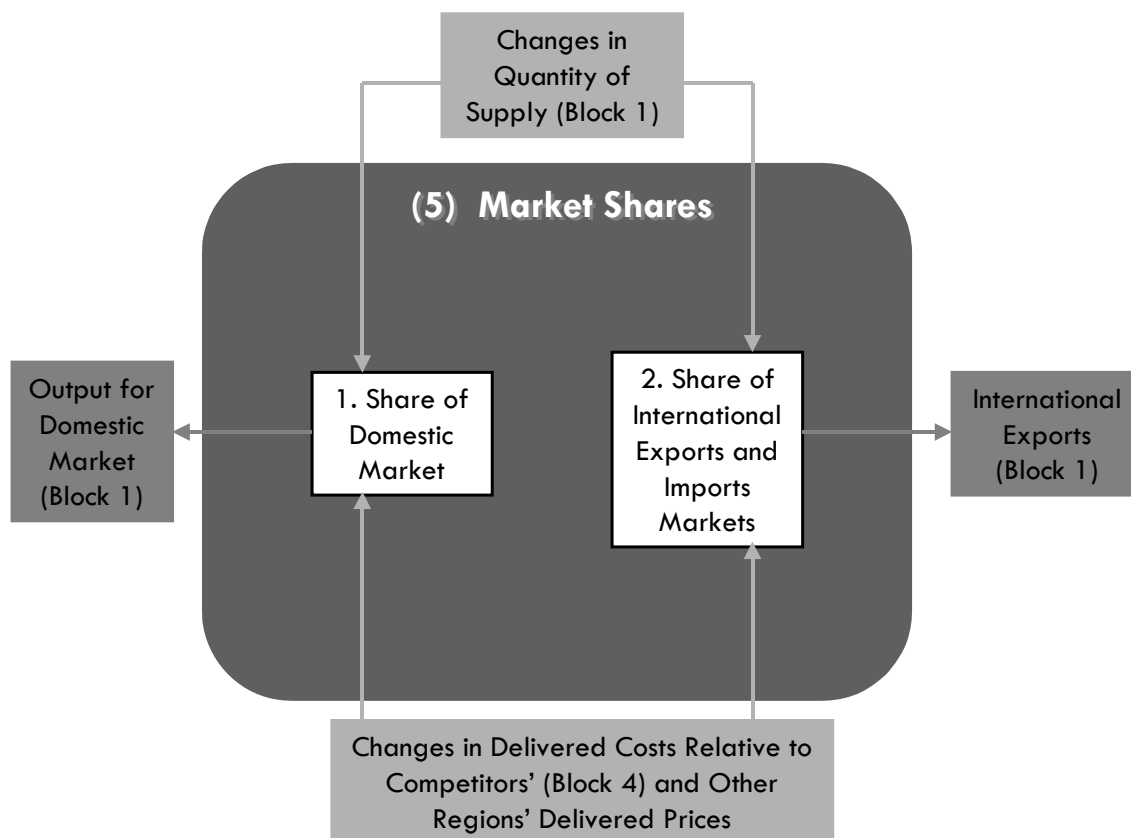 Changes in
Quantity of
Supply (Block 1)
(5) Market Shares
Output for
Domestic
Market
(Block 1)
1. Share of
Domestic
Market
2. Share of
International
Exports and
Imports
Markets
International
Exports
(Block 1)
Changes in Delivered Costs Relative to
Competitors’ (Block 4) and Other
Regions’ Delivered Prices